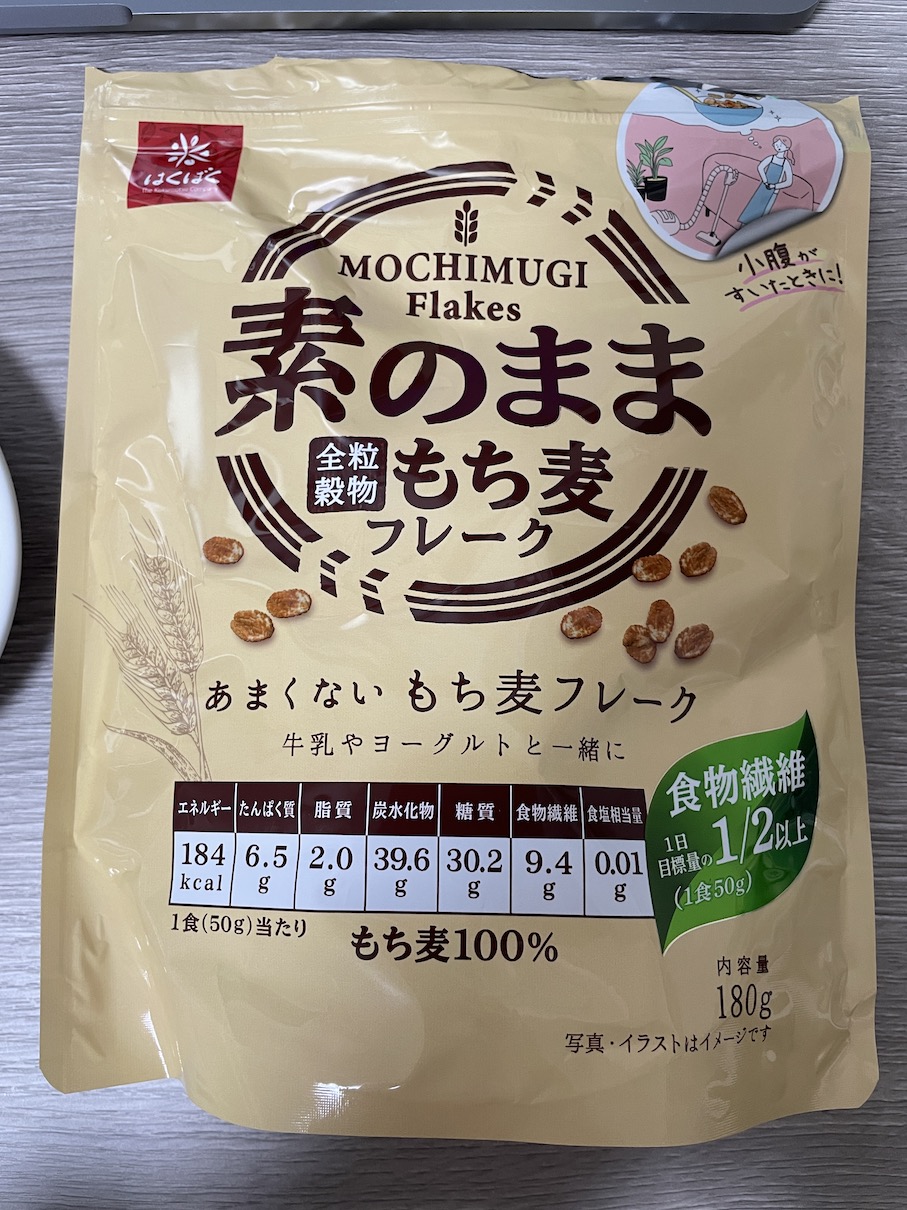 はくばく
MOCHIMUGI
Flakes
小腹が
すいたときに!
素のまま
全粒
穀物
もち麦
フレーク
あまくない もち麦フレーク
牛乳やヨーグルトと一緒に
エネルギー たんぱく質 脂質 炭水化物 糖質 食物繊維 食塩相当量
184 kcal 6.5 g 2.0 g 39.6 g 30.2 g 9.4 g 0.01 g
1食(50g)当たり
もち麦100%
食物繊維
1日
目標量の1/2以上
(1食50g)
内容量
180g
写真・イラストはイメージです